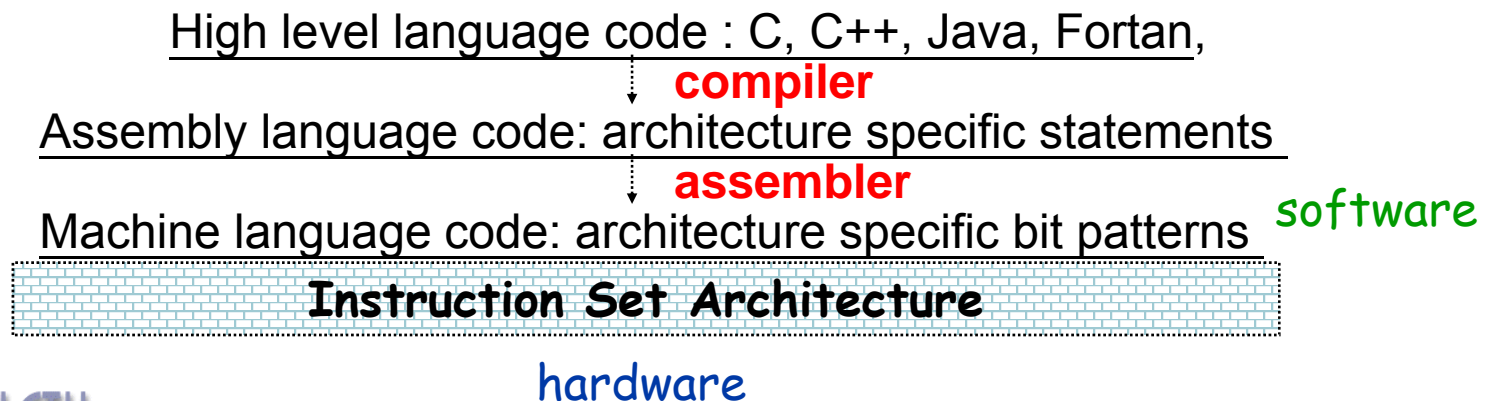 High level language code : C, C++, Java, Fortan,
compiler
Assembly language code: architecture specific statements
assembler
software
Machine language code: architecture specific bit patterns
Instruction Set Architecture
hardware